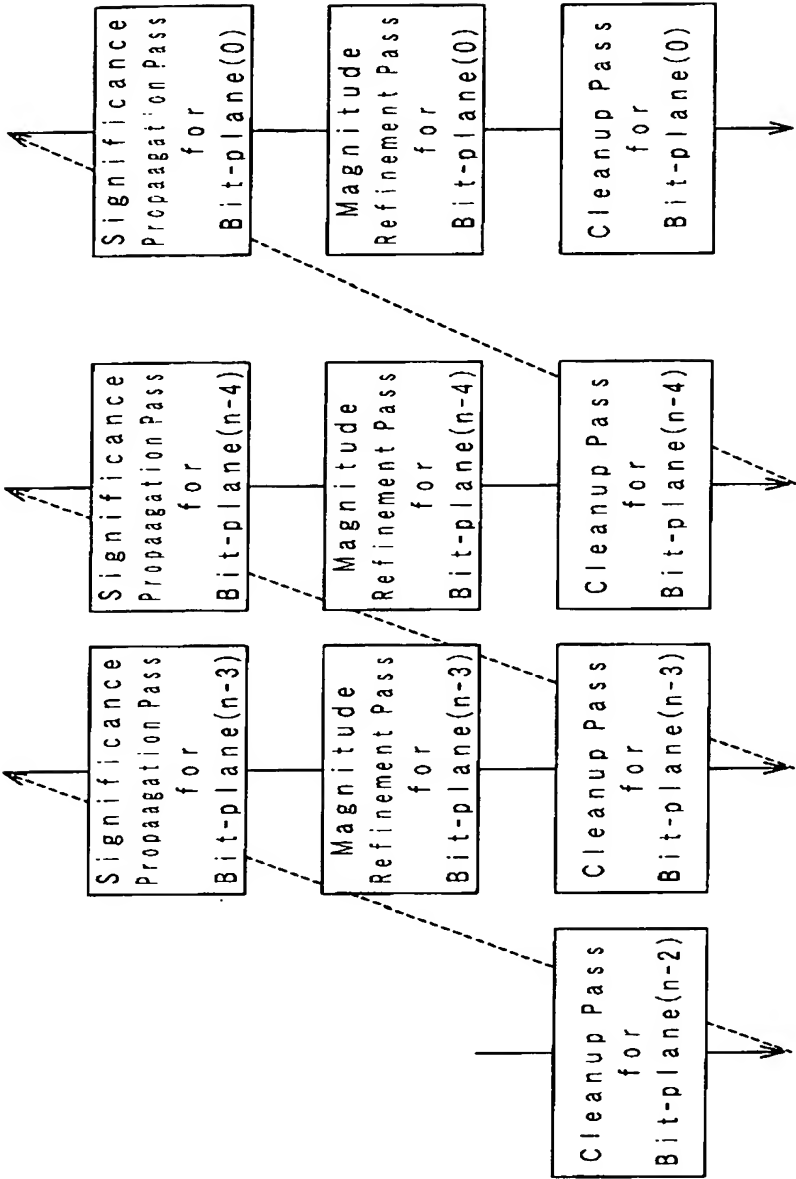 Cleanup Pass
for
Bit-plane(n-2)
Significance
Propaagation Pass
for
Bit-plane(n-3)
Magnitude
Refinement Pass
for
Bit-plane(n-3)
Cleanup Pass
for
Bit-plane(n-3)
Significance
Propaagation Pass
for
Bit-plane(n-4)
Magnitude
Refinement Pass
for
Bit-plane(n-4)
Cleanup Pass
for
Bit-plane(n-4)
Significance
Propaagation Pass
for
Bit-plane(0)
Magnitude
Refinement Pass
for
Bit-plane(0)
Cleanup Pass
for
Bit-plane(0)